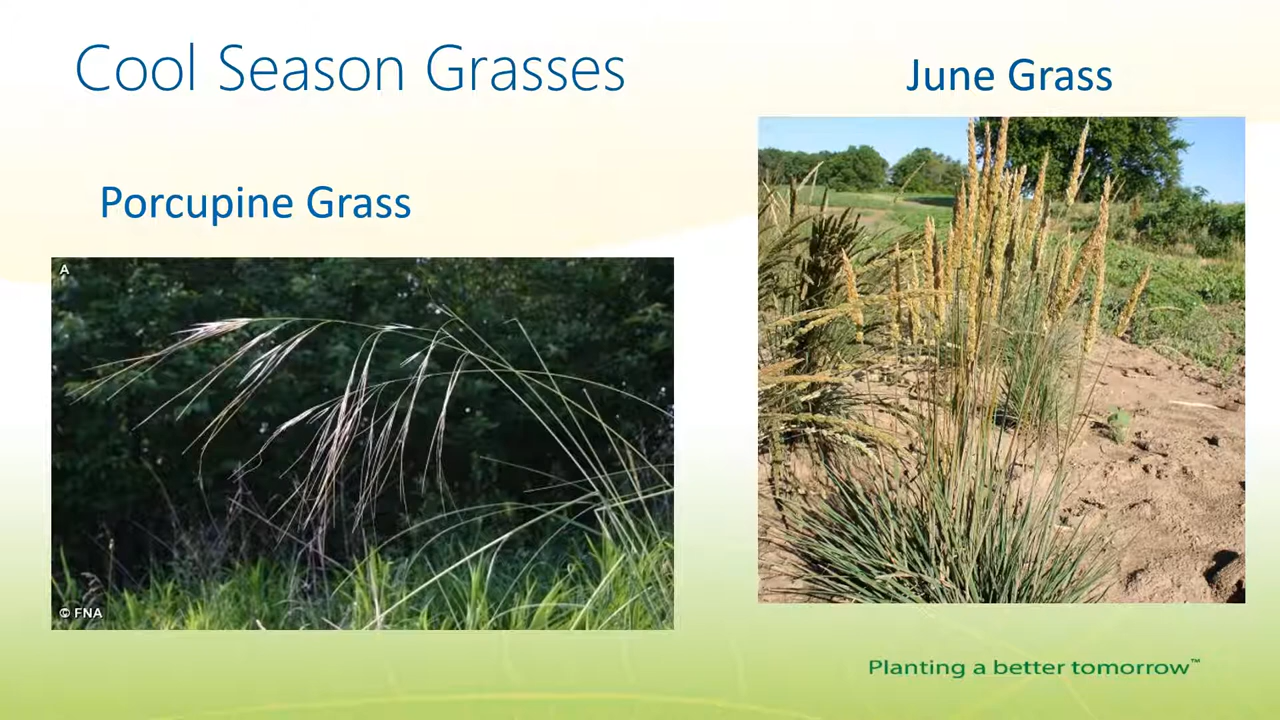 Cool Season Grasses
June Grass
Porcupine Grass
A
© FNA
Planting a better tomorrow™